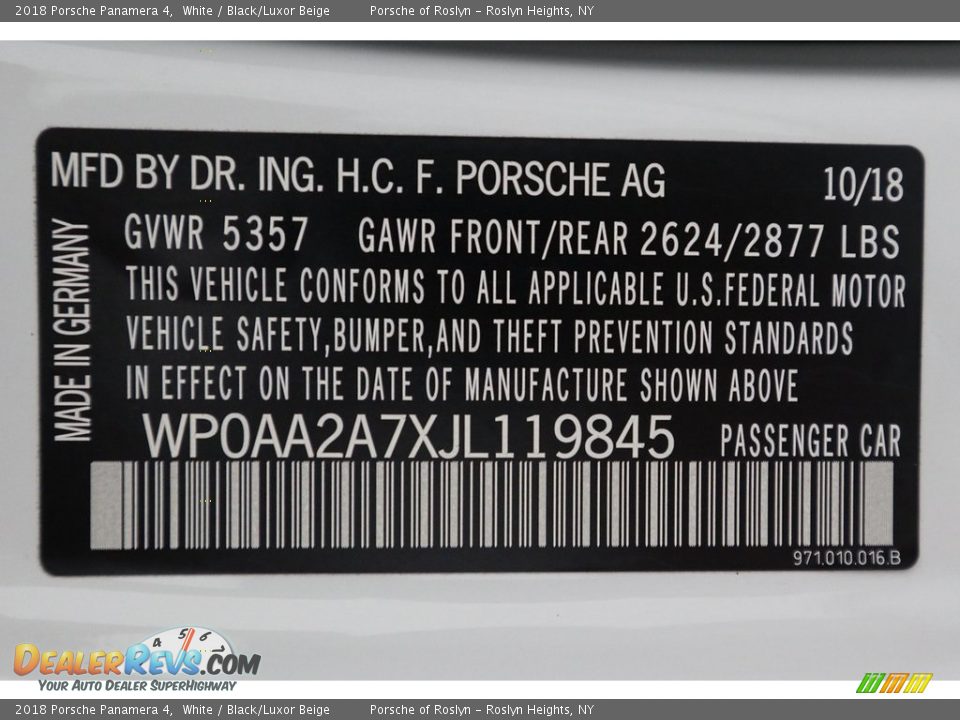 2018 Porsche Panamera 4,  White / Black/Luxor Beige          Porsche of Roslyn - Roslyn Heights, NY
MFD BY DR. ING. H.C. F. PORSCHE AG 10/18
GVWR 5357 GAWR FRONT/REAR 2624/2877 LBS
THIS VEHICLE CONFORMS TO ALL APPLICABLE U.S.FEDERAL MOTOR
VEHICLE SAFETY,BUMPER,AND THEFT PREVENTION STANDARDS
IN EFFECT ON THE DATE OF MANUFACTURE SHOWN ABOVE
MADE IN GERMANY
WP0AA2A7XJL119845 PASSENGER CAR
971.010.016.B
4 5 6 7
DEALERREVS.COM
YOUR AUTO DEALER SUPERHIGHWAY
2018 Porsche Panamera 4,  White / Black/Luxor Beige          Porsche of Roslyn - Roslyn Heights, NY